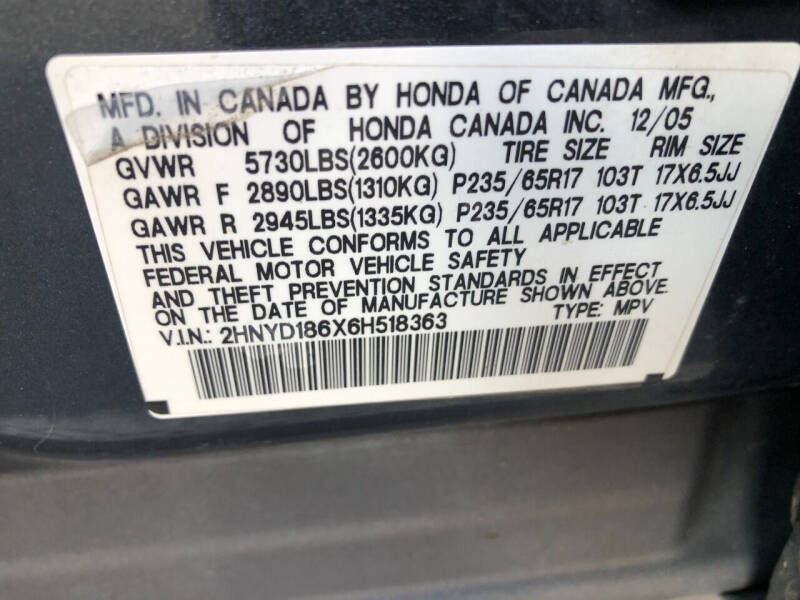 MFD. IN CANADA BY HONDA OF CANADA MFG.,
A DIVISION OF HONDA CANADA INC. 12/05
GVWR 5730LBS(2600KG) TIRE SIZE RIM SIZE
GAWR F 2890LBS(1310KG) P235/65R17 103T 17X6.5JJ
GAWR R 2945LBS(1335KG) P235/65R17 103T 17X6.5JJ
THIS VEHICLE CONFORMS TO ALL APPLICABLE
FEDERAL MOTOR VEHICLE SAFETY
AND THEFT PREVENTION STANDARDS IN EFFECT
ON THE DATE OF MANUFACTURE SHOWN ABOVE.
V.I.N.: 2HNYD186X6H518363 TYPE: MPV